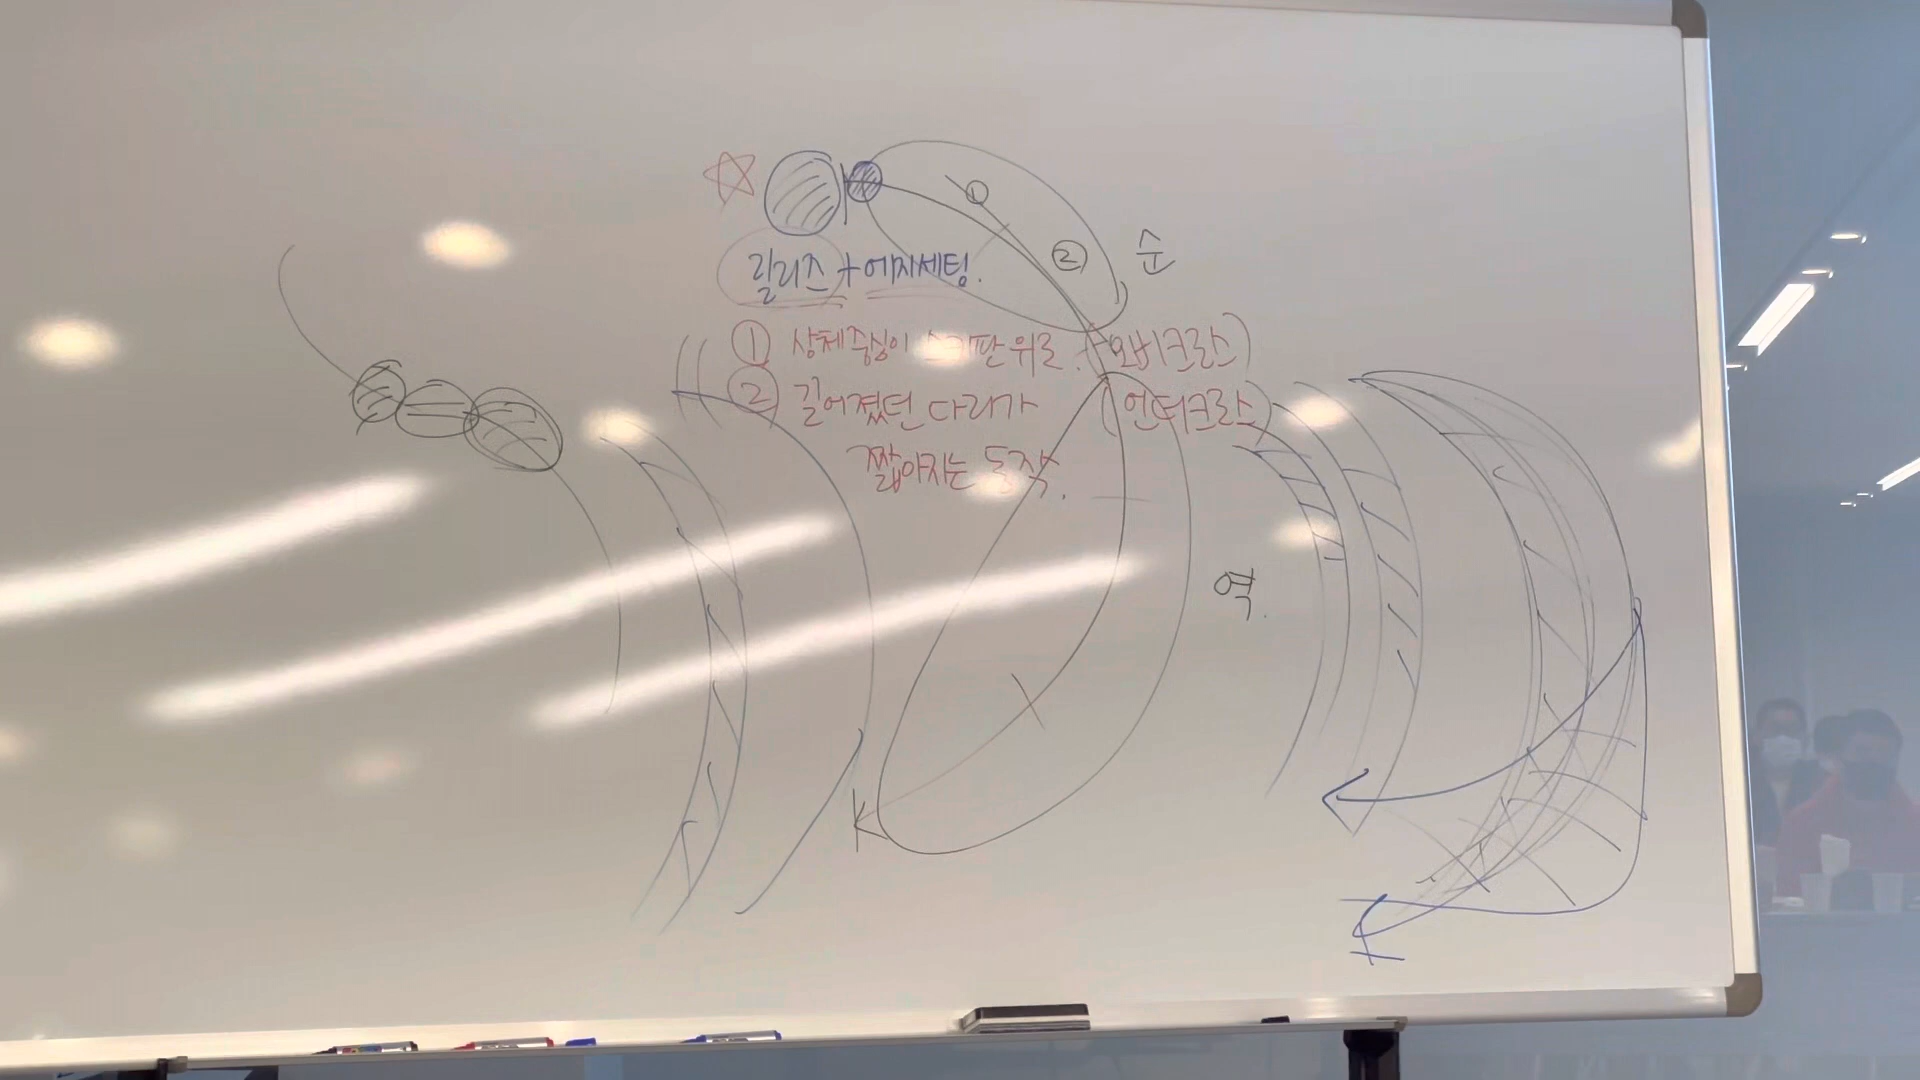 ① ② 순
릴리즈 + 에지세팅.
① 상체중심이 스키판 위로. (오버크로스)
② 길어졌던 다리가 (언더크로스)
짧아지는 동작.
역.